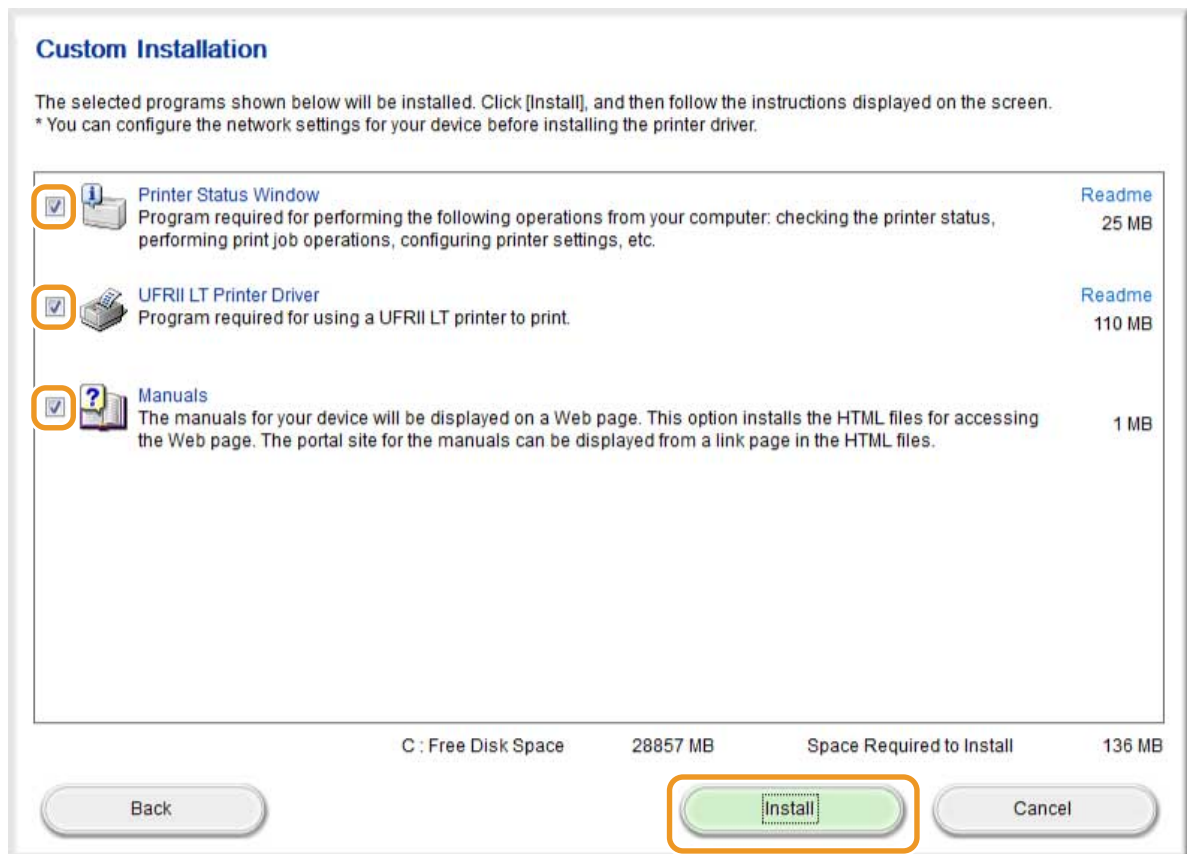 Custom Installation
The selected programs shown below will be installed. Click [Install], and then follow the instructions displayed on the screen.
* You can configure the network settings for your device before installing the printer driver.
Printer Status Window Readme
Program required for performing the following operations from your computer: checking the printer status, 25 MB
performing print job operations, configuring printer settings, etc.
UFRII LT Printer Driver Readme
Program required for using a UFRII LT printer to print. 110 MB
Manuals
The manuals for your device will be displayed on a Web page. This option installs the HTML files for accessing 1 MB
the Web page. The portal site for the manuals can be displayed from a link page in the HTML files.
C : Free Disk Space 28857 MB Space Required to Install 136 MB
Back Install Cancel